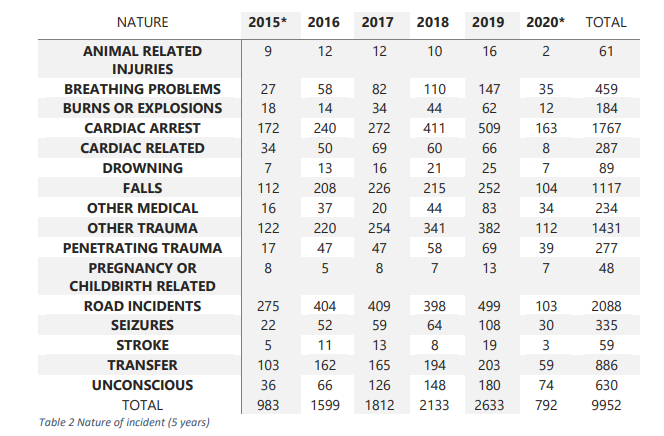 NATURE 2015* 2016 2017 2018 2019 2020* TOTAL
ANIMAL RELATED INJURIES 9 12 12 10 16 2 61
BREATHING PROBLEMS 27 58 82 110 147 35 459
BURNS OR EXPLOSIONS 18 14 34 44 62 12 184
CARDIAC ARREST 172 240 272 411 509 163 1767
CARDIAC RELATED 34 50 69 60 66 8 287
DROWNING 7 13 16 21 25 7 89
FALLS 112 208 226 215 252 104 1117
OTHER MEDICAL 16 37 20 44 83 34 234
OTHER TRAUMA 122 220 254 341 382 112 1431
PENETRATING TRAUMA 17 47 47 58 69 39 277
PREGNANCY OR CHILDBIRTH RELATED 8 5 8 7 13 7 48
ROAD INCIDENTS 275 404 409 398 499 103 2088
SEIZURES 22 52 59 64 108 30 335
STROKE 5 11 13 8 19 3 59
TRANSFER 103 162 165 194 203 59 886
UNCONSCIOUS 36 66 126 148 180 74 630
TOTAL 983 1599 1812 2133 2633 792 9952
Table 2 Nature of incident (5 years)